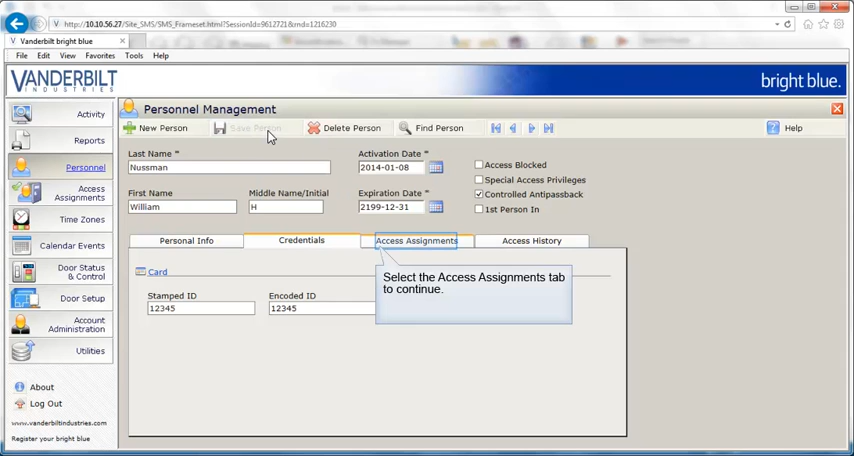 http://10.10.56.27/Site_SMS/SMS_Frameset.html?SessionId=9612721&rnd=1216230
Vanderbilt bright blue
File Edit View Favorites Tools Help
VANDERBILT
INDUSTRIES
bright blue.
Activity
Reports
Personnel
Access
Assignments
Time Zones
Calendar Events
Door Status
& Control
Door Setup
Account
Administration
Utilities
About
Log Out
www.vanderbiltindustries.com
Register your bright blue
Personnel Management
New Person Save Person Delete Person Find Person Help
Last Name * Activation Date *
Nussman 2014-01-08
First Name Middle Name/Initial Expiration Date *
William H 2199-12-31
Access Blocked
Special Access Privileges
Controlled Antipassback
1st Person In
Personal Info Credentials Access Assignments Access History
Card
Stamped ID Encoded ID
12345 12345
Select the Access Assignments tab
to continue.